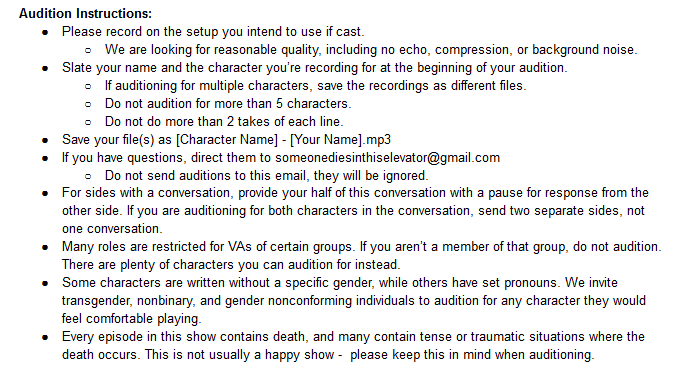 Audition Instructions:
● Please record on the setup you intend to use if cast.
○ We are looking for reasonable quality, including no echo, compression, or background noise.
● Slate your name and the character you're recording for at the beginning of your audition.
○ If auditioning for multiple characters, save the recordings as different files.
○ Do not audition for more than 5 characters.
○ Do not do more than 2 takes of each line.
● Save your file(s) as [Character Name] - [Your Name].mp3
● If you have questions, direct them to someonediesinthiselevator@gmail.com
○ Do not send auditions to this email, they will be ignored.
● For sides with a conversation, provide your half of this conversation with a pause for response from the
other side. If you are auditioning for both characters in the conversation, send two separate sides, not
one conversation.
● Many roles are restricted for VAs of certain groups. If you aren't a member of that group, do not audition.
There are plenty of characters you can audition for instead.
● Some characters are written without a specific gender, while others have set pronouns. We invite
transgender, nonbinary, and gender nonconforming individuals to audition for any character they would
feel comfortable playing.
● Every episode in this show contains death, and many contain tense or traumatic situations where the
death occurs. This is not usually a happy show - please keep this in mind when auditioning.